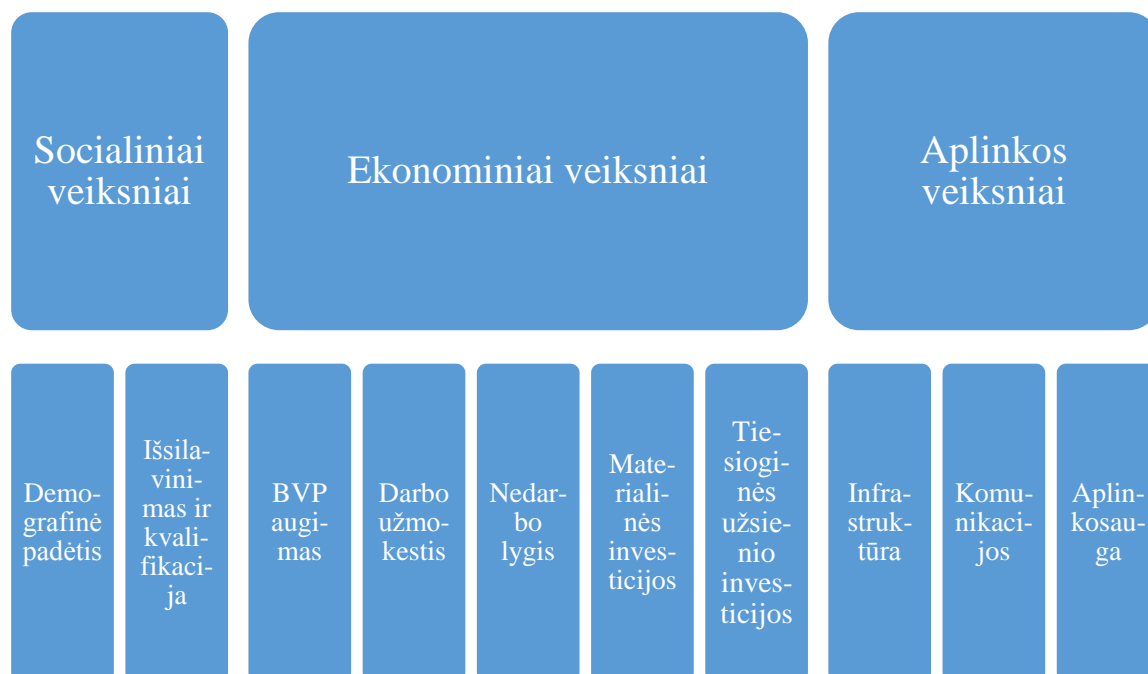 Socialiniai
veiksniai
Ekonominiai veiksniai
Aplinkos
veiksniai
Demo-
grafinė
padėtis
Išsila-
vini-
mas ir
kvali-
fikaci-
ja
BVP
augi-
mas
Darbo
užmo-
kestis
Nedar-
bo
lygis
Mate-
riali-
nės
inves-
ticijos
Tie-
siogi-
nės
užsie-
nio
inves-
ticijos
Infra-
struk-
tūra
Komu-
nikaci-
jos
Aplin-
kosau-
ga